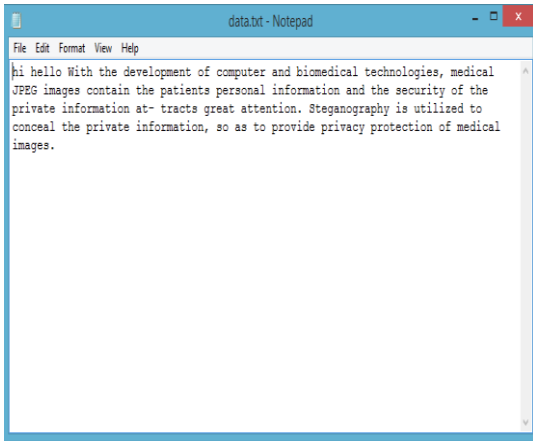 data.txt - Notepad
File Edit Format View Help
hi hello With the development of computer and biomedical technologies, medical
JPEG images contain the patients personal information and the security of the
private information at- tracts great attention. Steganography is utilized to
conceal the private information, so as to provide privacy protection of medical
images.